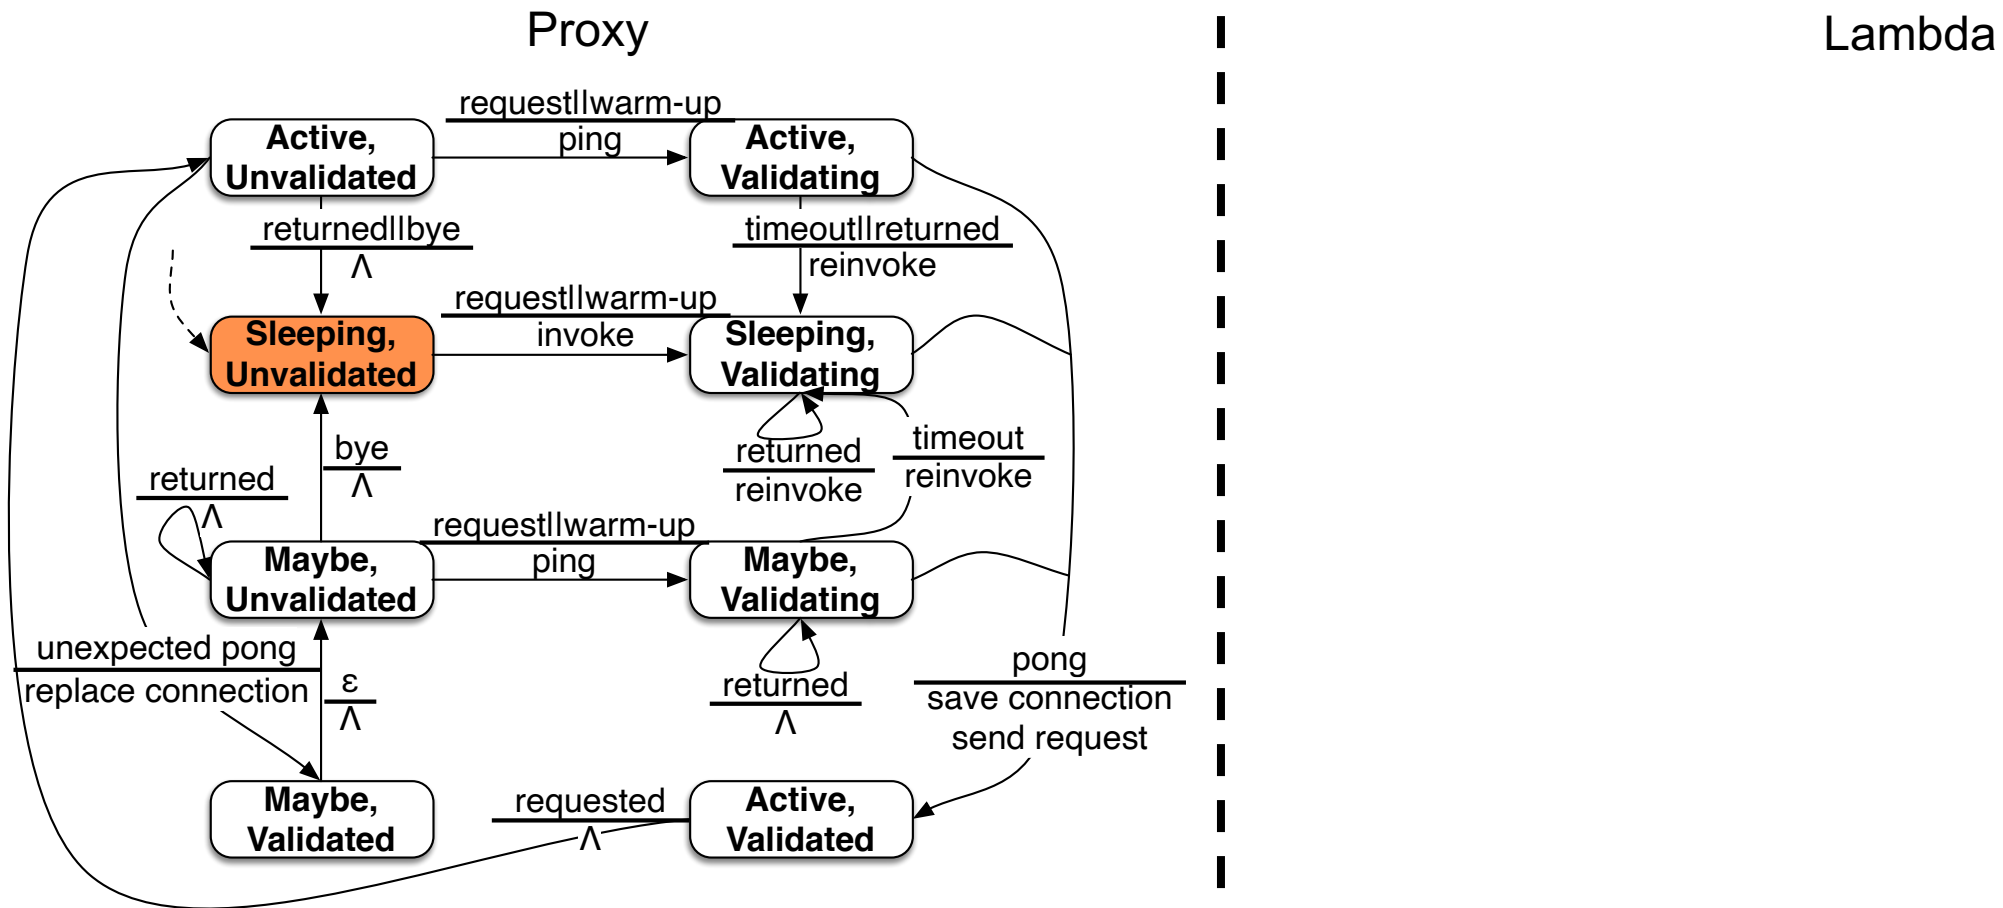 Proxy
Lambda
request||warm-up
ping
Active,
Unvalidated
Active,
Validating
returned||bye
Λ
timeout||returned
reinvoke
request||warm-up
invoke
Sleeping,
Unvalidated
Sleeping,
Validating
bye
Λ
returned
reinvoke
timeout
reinvoke
returned
Λ
request||warm-up
ping
Maybe,
Unvalidated
Maybe,
Validating
unexpected pong
replace connection
ε
Λ
returned
Λ
pong
save connection
send request
Maybe,
Validated
requested
Λ
Active,
Validated